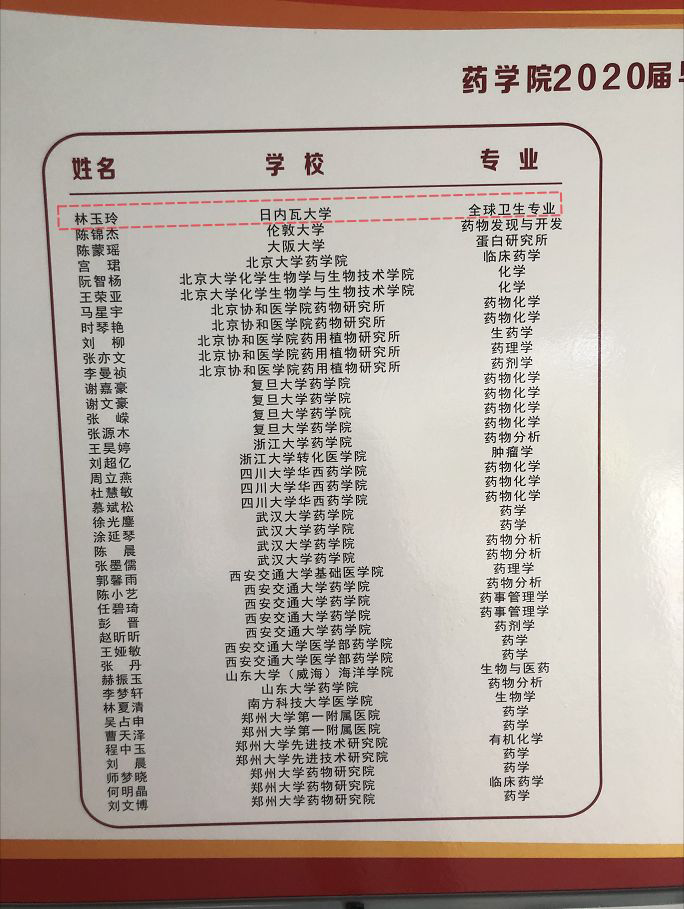 药学院2020届
姓名 学校 专业
林玉玲 日内瓦大学 全球卫生专业
陈锦杰 伦敦大学 药物发现与开发
陈蒙瑶 大阪大学 蛋白研究所
宫珺 北京大学药学院 临床药学
阮智杨 北京大学化学生物学与生物技术学院 化学
王荣亚 北京大学化学生物学与生物技术学院 化学
马星宇 北京协和医学院药物研究所 药物化学
时琴艳 北京协和医学院药物研究所 药物化学
刘柳 北京协和医学院药用植物研究所 生药学
张亦文 北京协和医学院药用植物研究所 药理学
李曼祯 北京协和医学院药用植物研究所 药剂学
谢嘉豪 复旦大学药学院 药物化学
谢文豪 复旦大学药学院 药物化学
张嵘 复旦大学药学院 药物化学
张源木 复旦大学药学院 药物化学
王昊婷 浙江大学药学院 药物分析
刘超亿 浙江大学转化医学院 肿瘤学
周立燕 四川大学华西药学院 药物化学
杜慧敏 四川大学华西药学院 药物化学
慕斌松 四川大学华西药学院 药物化学
徐光鏖 武汉大学药学院 药学
涂延琴 武汉大学药学院 药学
陈晨 武汉大学药学院 药物分析
张墨儒 武汉大学药学院 药物分析
郭馨雨 西安交通大学基础医学院 药理学
陈小艺 西安交通大学药学院 药物分析
任碧琦 西安交通大学药学院 药事管理学
彭晋 西安交通大学药学院 药事管理学
赵昕昕 西安交通大学药学院 药剂学
王娅敏 西安交通大学医学部药学院 药学
张丹 西安交通大学医学部药学院 药学
赫振玉 山东大学（威海）海洋学院 生物与医药
李梦轩 山东大学药学院 药物分析
林夏清 南方科技大学医学院 生物学
吴占申 郑州大学第一附属医院 药学
曹天泽 郑州大学第一附属医院 药学
程中玉 郑州大学先进技术研究院 有机化学
刘晨 郑州大学先进技术研究院 药学
师梦晓 郑州大学药物研究院 药学
何明晶 郑州大学药物研究院 临床药学
刘文博 郑州大学药物研究院 药学